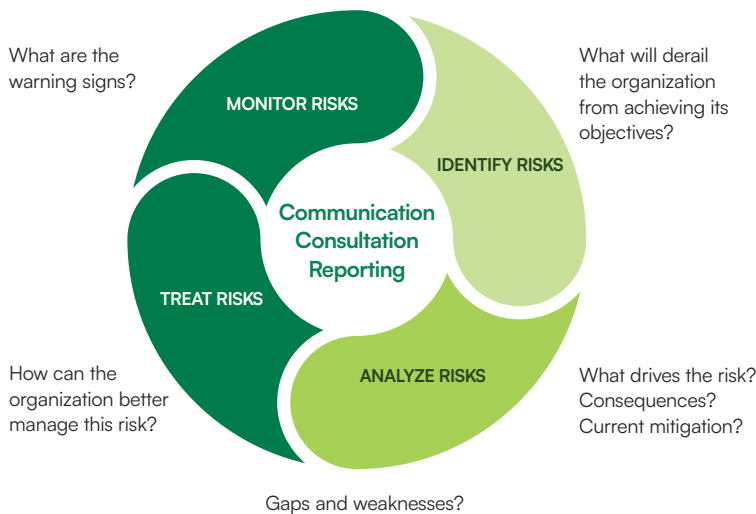 What are the
warning signs?
MONITOR RISKS
What will derail
the organization
from achieving its
objectives?
IDENTIFY RISKS
Communication
Consultation
Reporting
TREAT RISKS
ANALYZE RISKS
How can the
organization better
manage this risk?
What drives the risk?
Consequences?
Current mitigation?
Gaps and weaknesses?